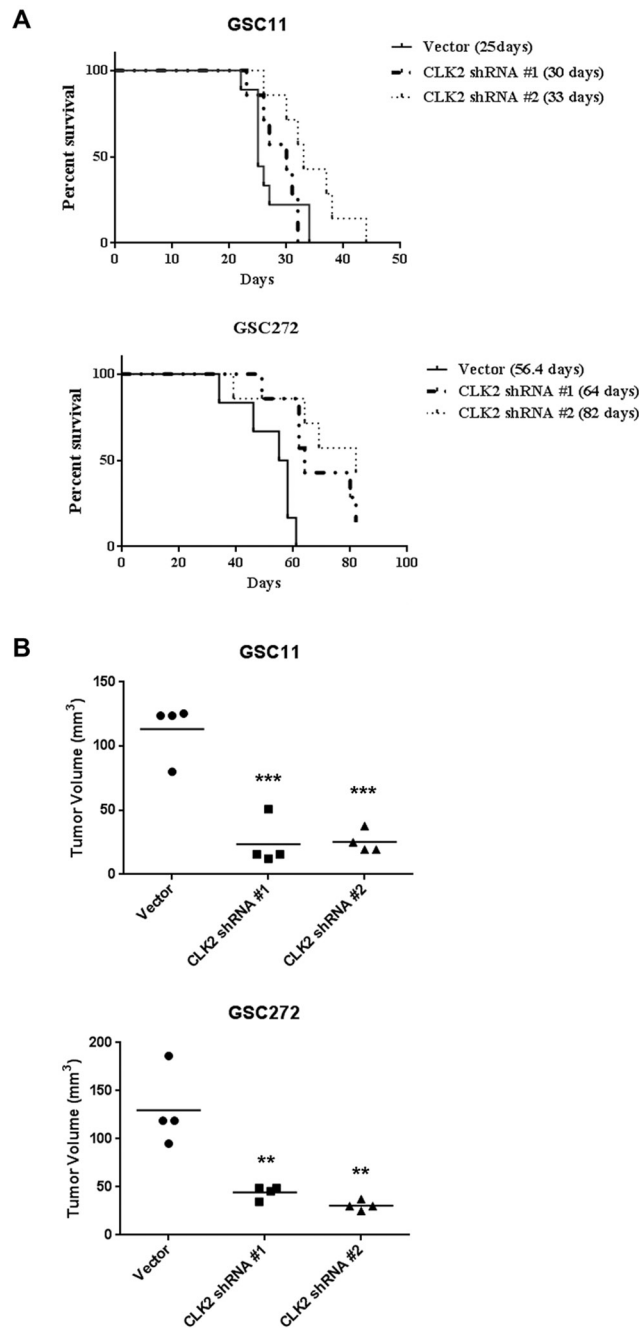 A
GSC11
Vector (25days)
CLK2 shRNA #1 (30 days)
CLK2 shRNA #2 (33 days)
Percent survival
100
50
0
0 10 20 30 40 50
Days
GSC272
Vector (56.4 days)
CLK2 shRNA #1 (64 days)
CLK2 shRNA #2 (82 days)
Percent survival
100
50
0
0 20 40 60 80 100
Days
B
GSC11
Tumor Volume (mm³)
150
100
50
0
***
***
Vector
CLK2 shRNA #1
CLK2 shRNA #2
GSC272
Tumor Volume (mm³)
200
150
100
50
0
**
**
Vector
CLK2 shRNA #1
CLK2 shRNA #2